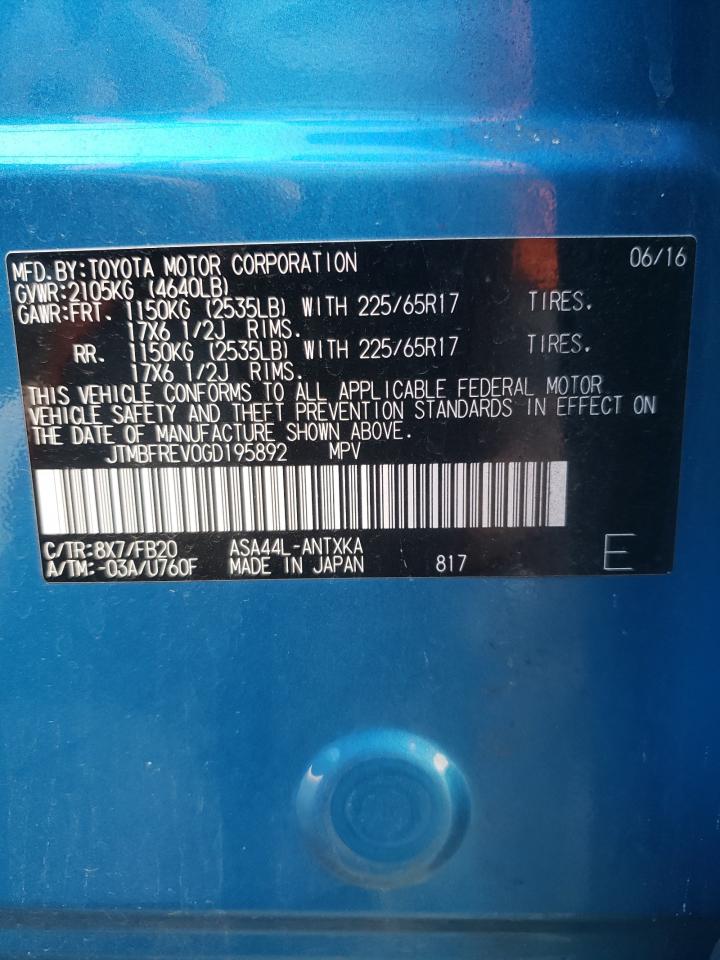 MFD.BY:TOYOTA MOTOR CORPORATION 06/16
GVWR:2105KG (4640LB)
GAWR:FRT. 1150KG (2535LB) WITH 225/65R17 TIRES.
17X6 1/2J RIMS.
RR. 1150KG (2535LB) WITH 225/65R17 TIRES.
17X6 1/2J RIMS.
THIS VEHICLE CONFORMS TO ALL APPLICABLE FEDERAL MOTOR
VEHICLE SAFETY AND THEFT PREVENTION STANDARDS IN EFFECT ON
THE DATE OF MANUFACTURE SHOWN ABOVE.
JTMBFREV0GD195892 MPV
C/TR:8X7/FB20 ASA44L-ANTXKA
A/TM:-03A/U760F MADE IN JAPAN 817 E